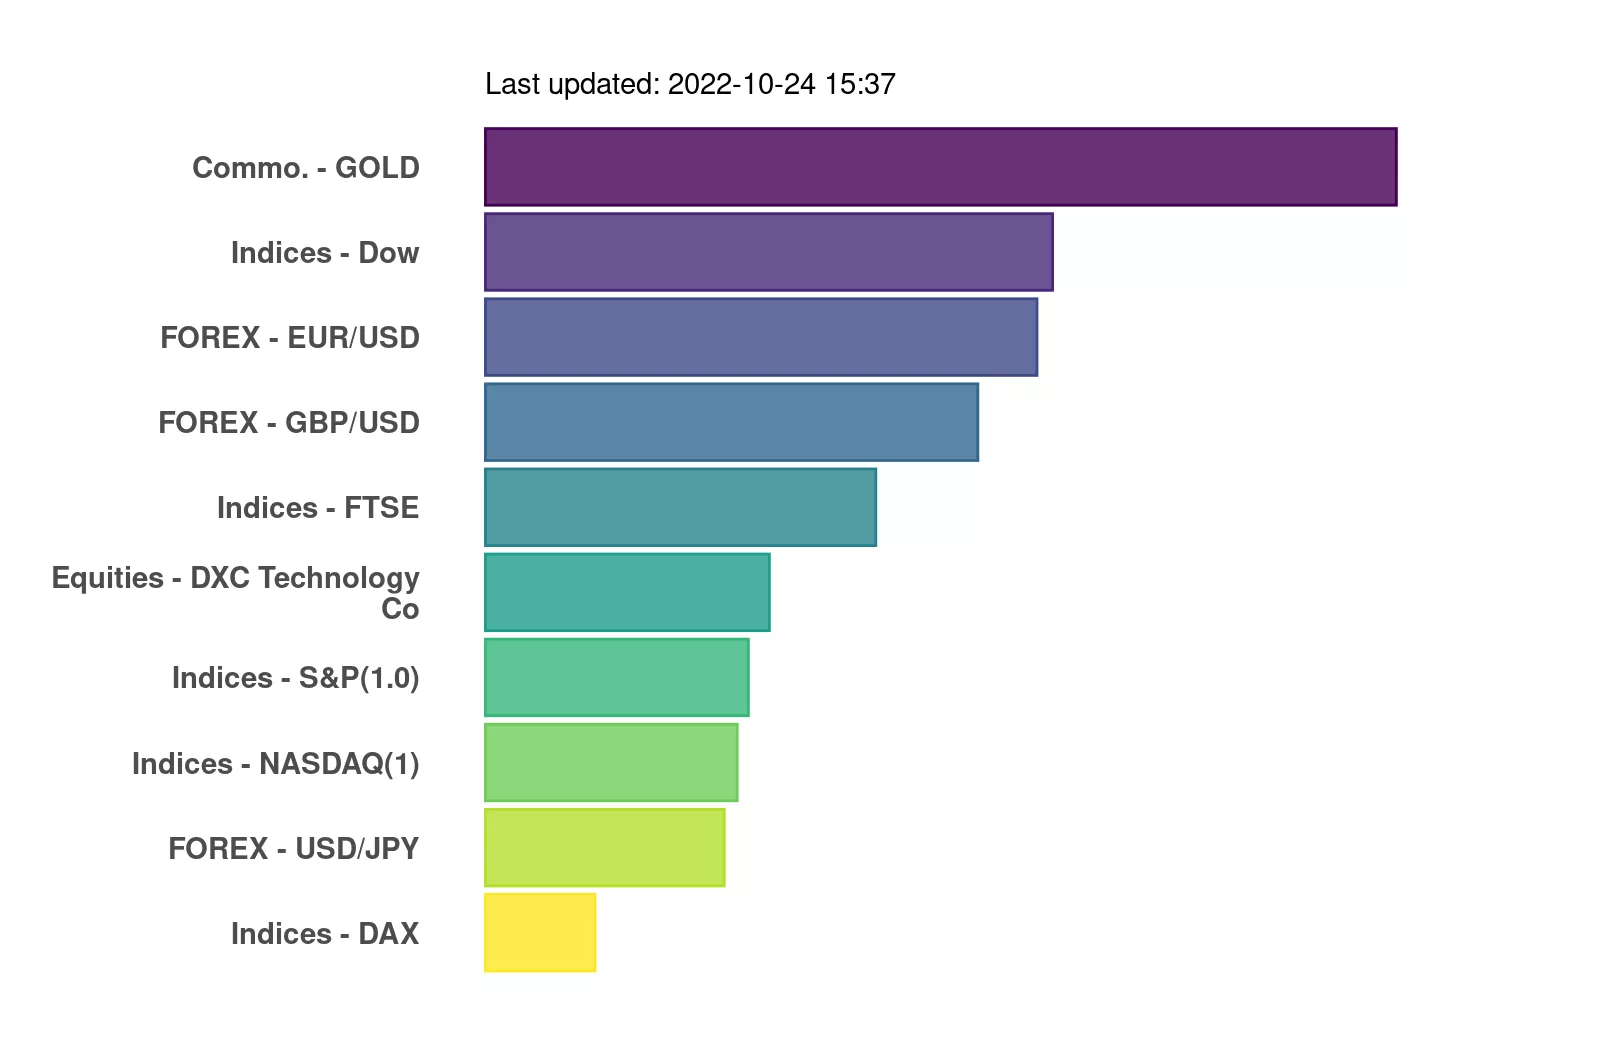 Last updated: 2022-10-24 15:37
Commo. - GOLD
Indices - Dow
FOREX - EUR/USD
FOREX - GBP/USD
Indices - FTSE
Equities - DXC Technology
Co
Indices - S&P(1.0)
Indices - NASDAQ(1)
FOREX - USD/JPY
Indices - DAX